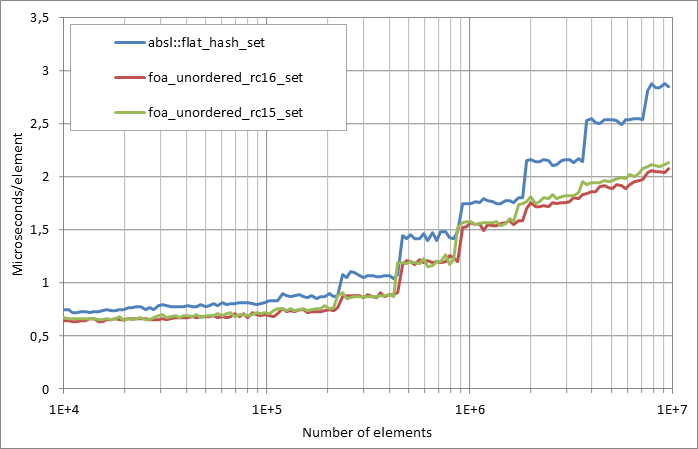 3,5
3
2,5
2
1,5
1
0,5
0
Microseconds/element
absl::flat_hash_set
foa_unordered_rc16_set
foa_unordered_rc15_set
1E+4 1E+5 1E+6 1E+7
Number of elements